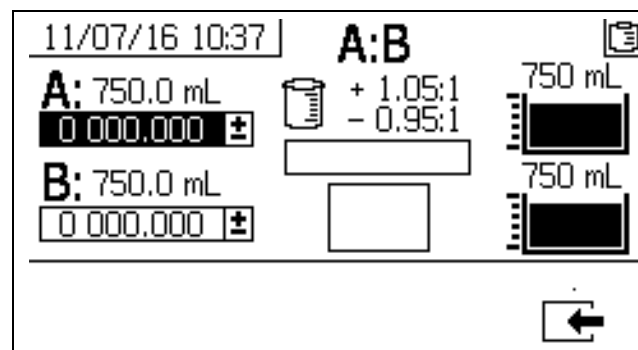 11/07/16 10:37
A:B
A: 750.0 mL
0 000.000 ±
+ 1.05:1
- 0.95:1
750 mL
B: 750.0 mL
0 000.000 ±
750 mL